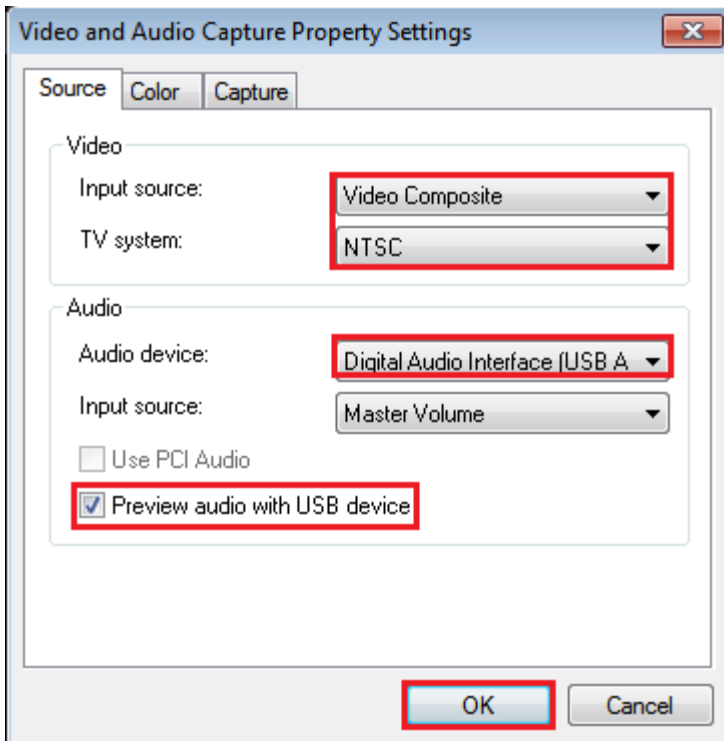 Video and Audio Capture Property Settings
Source Color Capture
Video
Input source: Video Composite
TV system: NTSC
Audio
Audio device: Digital Audio Interface (USB A
Input source: Master Volume
Use PCI Audio
Preview audio with USB device
OK Cancel